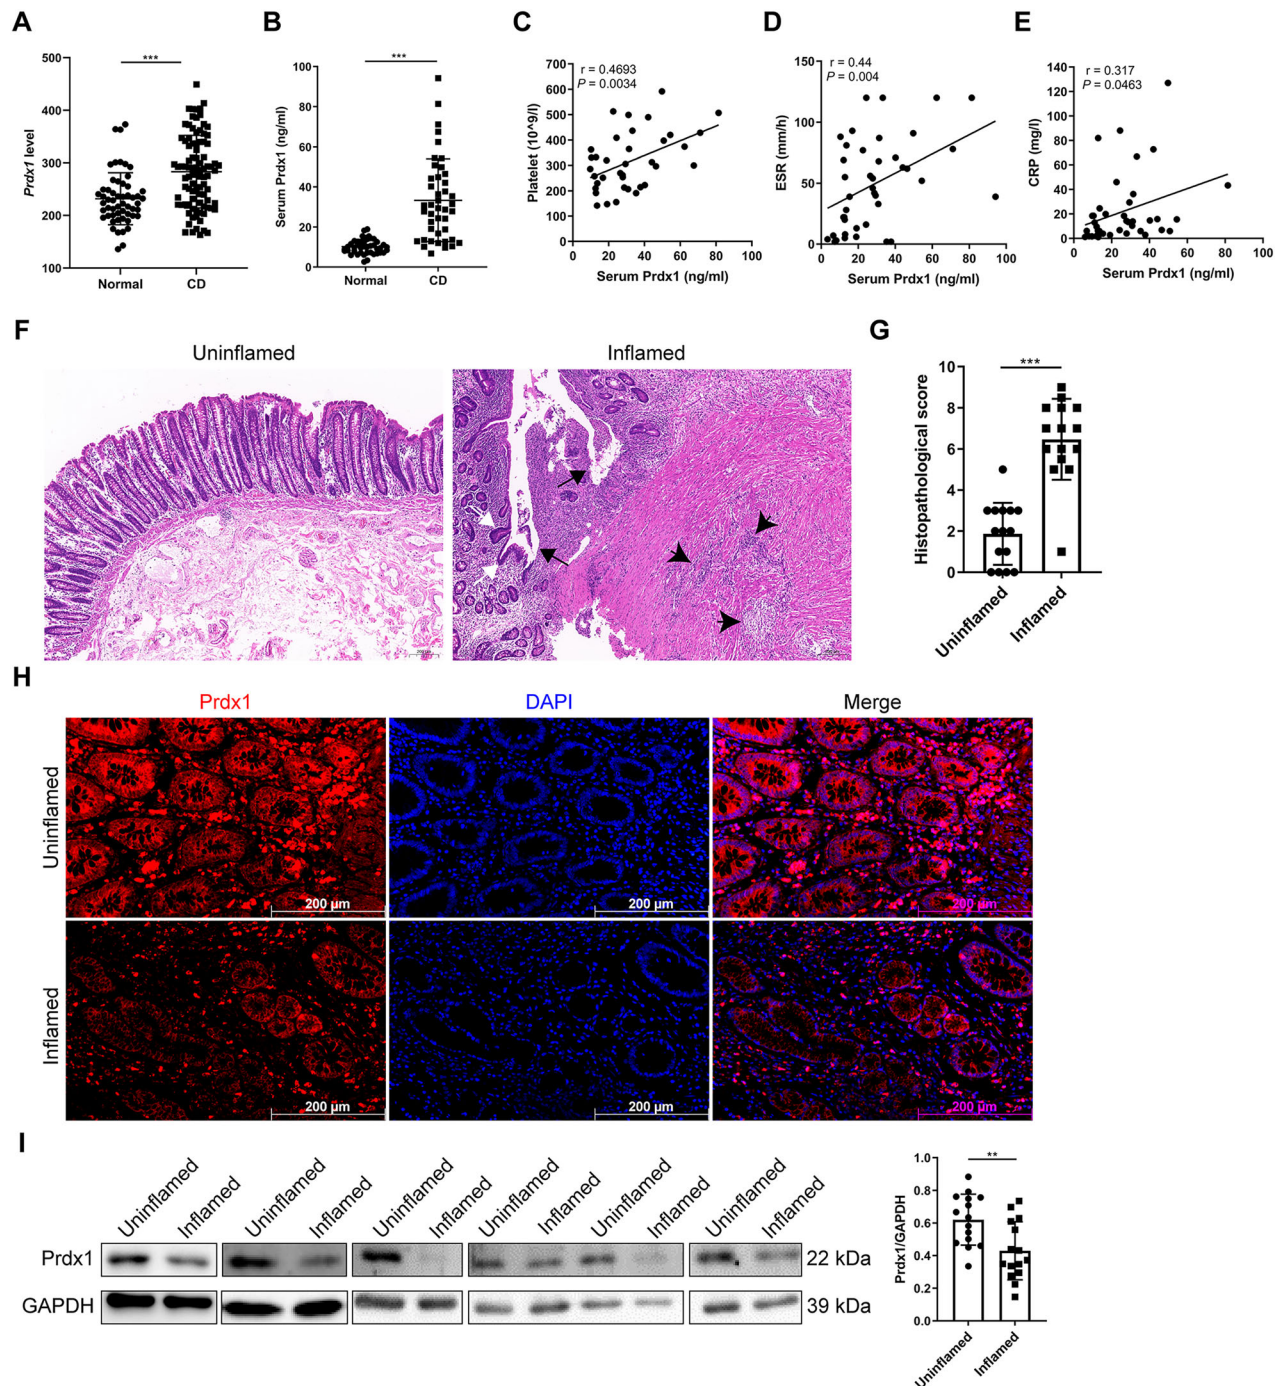 A
B
C
D
E
***
Prdx1 level
500
400
300
200
100
Normal
CD
***
Serum Prdx1 (ng/ml)
100
80
60
40
20
0
Normal
CD
r = 0.4693
P = 0.0034
Platelet (10^9/l)
700
600
500
400
300
200
100
0
0 20 40 60 80 100
Serum Prdx1 (ng/ml)
r = 0.44
P = 0.004
ESR (mm/h)
150
100
50
0
0 20 40 60 80 100
Serum Prdx1 (ng/ml)
r = 0.317
P = 0.0463
CRP (mg/l)
140
120
100
80
60
40
20
0
0 20 40 60 80 100
Serum Prdx1 (ng/ml)
F
Uninflamed
Inflamed
G
***
Histopathological score
10
8
6
4
2
0
Uninflamed
Inflamed
H
Prdx1
DAPI
Merge
Uninflamed
200 µm
200 µm
200 µm
Inflamed
200 µm
200 µm
200 µm
I
Uninflamed
Inflamed
Uninflamed
Inflamed
Uninflamed
Inflamed
Uninflamed
Inflamed
Uninflamed
Inflamed
Uninflamed
Inflamed
Prdx1
22 kDa
GAPDH
39 kDa
**
Prdx1/GAPDH
1.0
0.8
0.6
0.4
0.2
0.0
Uninflamed
Inflamed